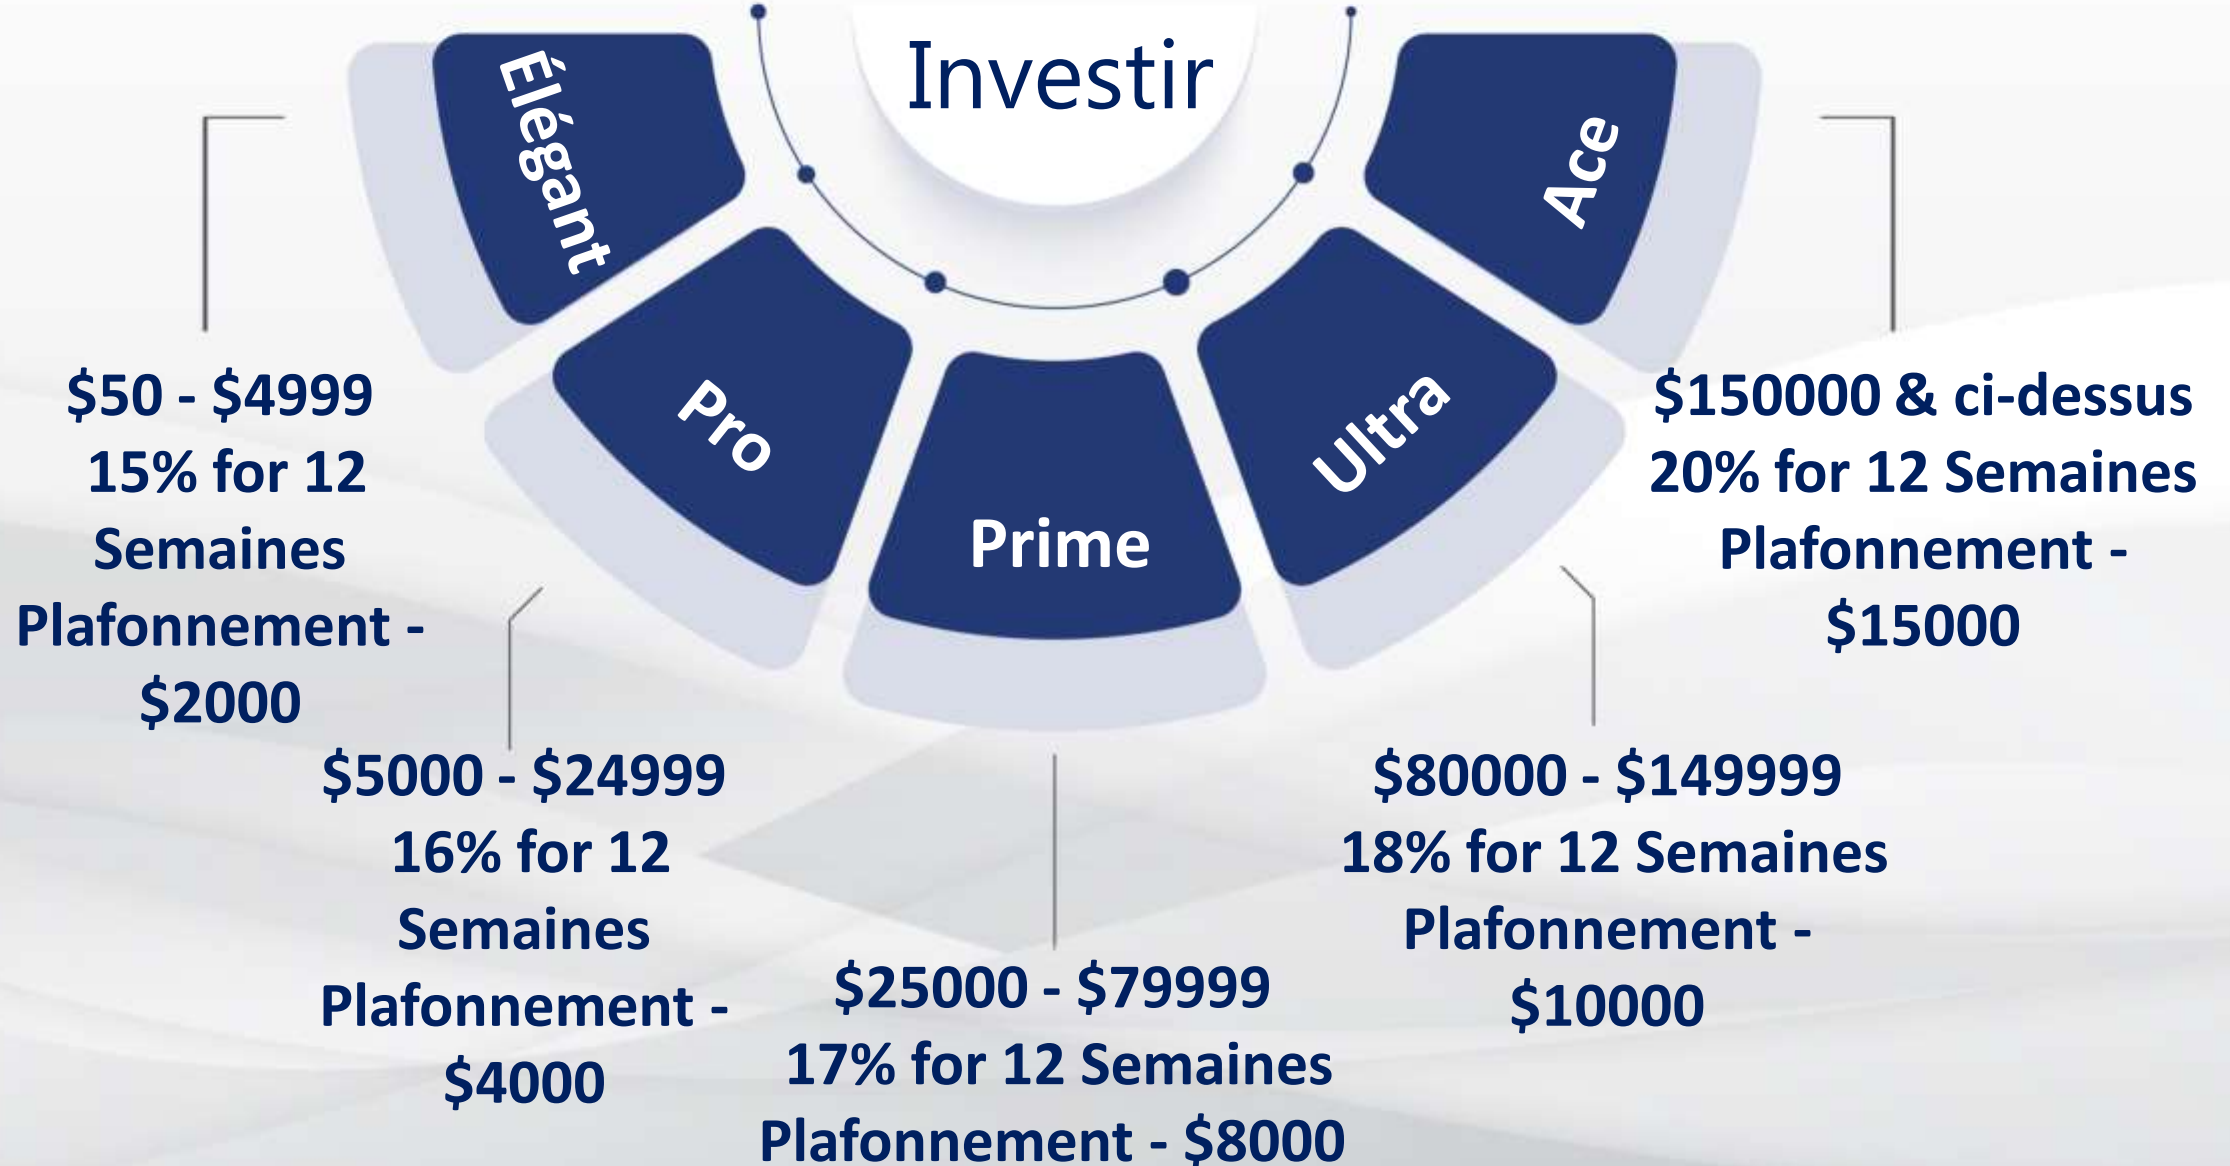 Investir
Élégant
$50 - $4999
15% for 12
Semaines
Plafonnement -
$2000
Pro
$5000 - $24999
16% for 12
Semaines
Plafonnement -
$4000
Prime
$25000 - $79999
17% for 12 Semaines
Plafonnement - $8000
Ultra
$80000 - $149999
18% for 12 Semaines
Plafonnement -
$10000
Ace
$150000 & ci-dessus
20% for 12 Semaines
Plafonnement -
$15000